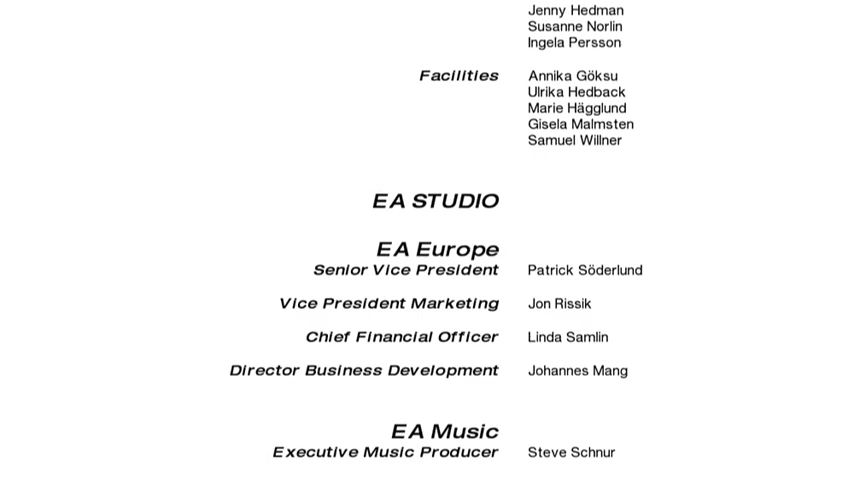 Jenny Hedman
Susanne Norlin
Ingela Persson
Facilities Annika Göksu
Ulrika Hedback
Marie Hägglund
Gisela Malmsten
Samuel Willner
EA STUDIO
EA Europe
Senior Vice President Patrick Söderlund
Vice President Marketing Jon Rissik
Chief Financial Officer Linda Samlin
Director Business Development Johannes Mang
EA Music
Executive Music Producer Steve Schnur